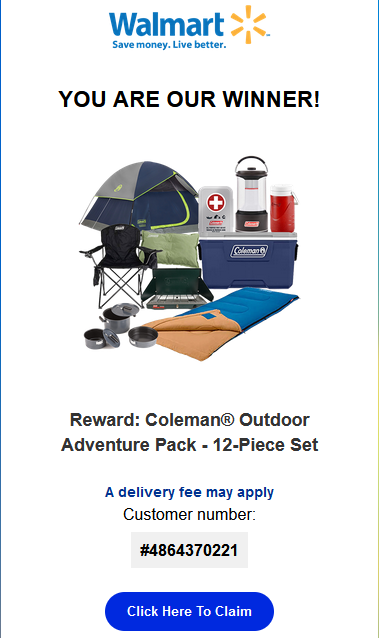 Walmart
Save money. Live better.
YOU ARE OUR WINNER!
Coleman
Reward: Coleman® Outdoor
Adventure Pack - 12-Piece Set
A delivery fee may apply
Customer number:
#4864370221
Click Here To Claim